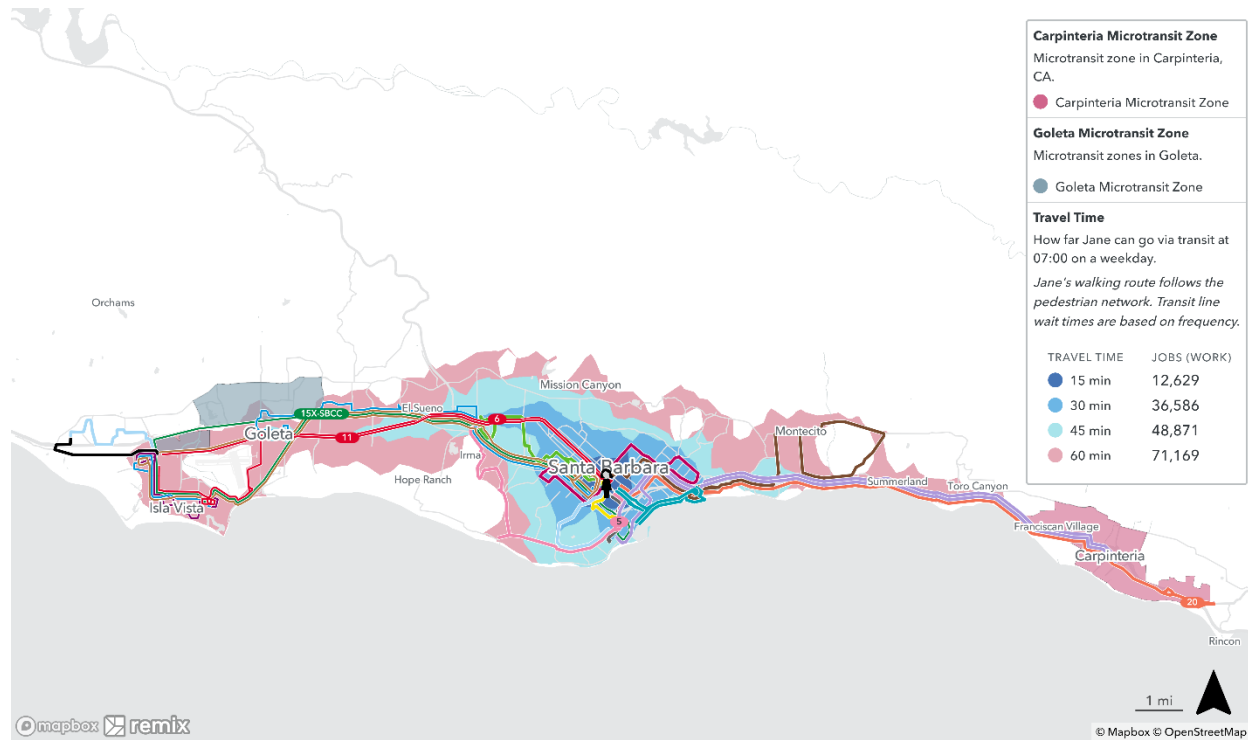 Carpinteria Microtransit Zone
Microtransit zone in Carpinteria,
CA.
Carpinteria Microtransit Zone
Goleta Microtransit Zone
Microtransit zones in Goleta.
Goleta Microtransit Zone
Travel Time
How far Jane can go via transit at
07:00 on a weekday.
Jane's walking route follows the
pedestrian network. Transit line
wait times are based on frequency.
TRAVEL TIME JOBS (WORK)
15 min 12,629
30 min 36,586
45 min 48,871
60 min 71,169
Orchams
Mission Canyon
El Sueno
15X-SBCC
6
Goleta
11
Montecito
Irma
Santa Barbara
Hope Ranch
Summerland
Toro Canyon
Isla Vista
5
Franciscan Village
Carpinteria
20
Rincon
1 mi
mapbox remix
© Mapbox © OpenStreetMap